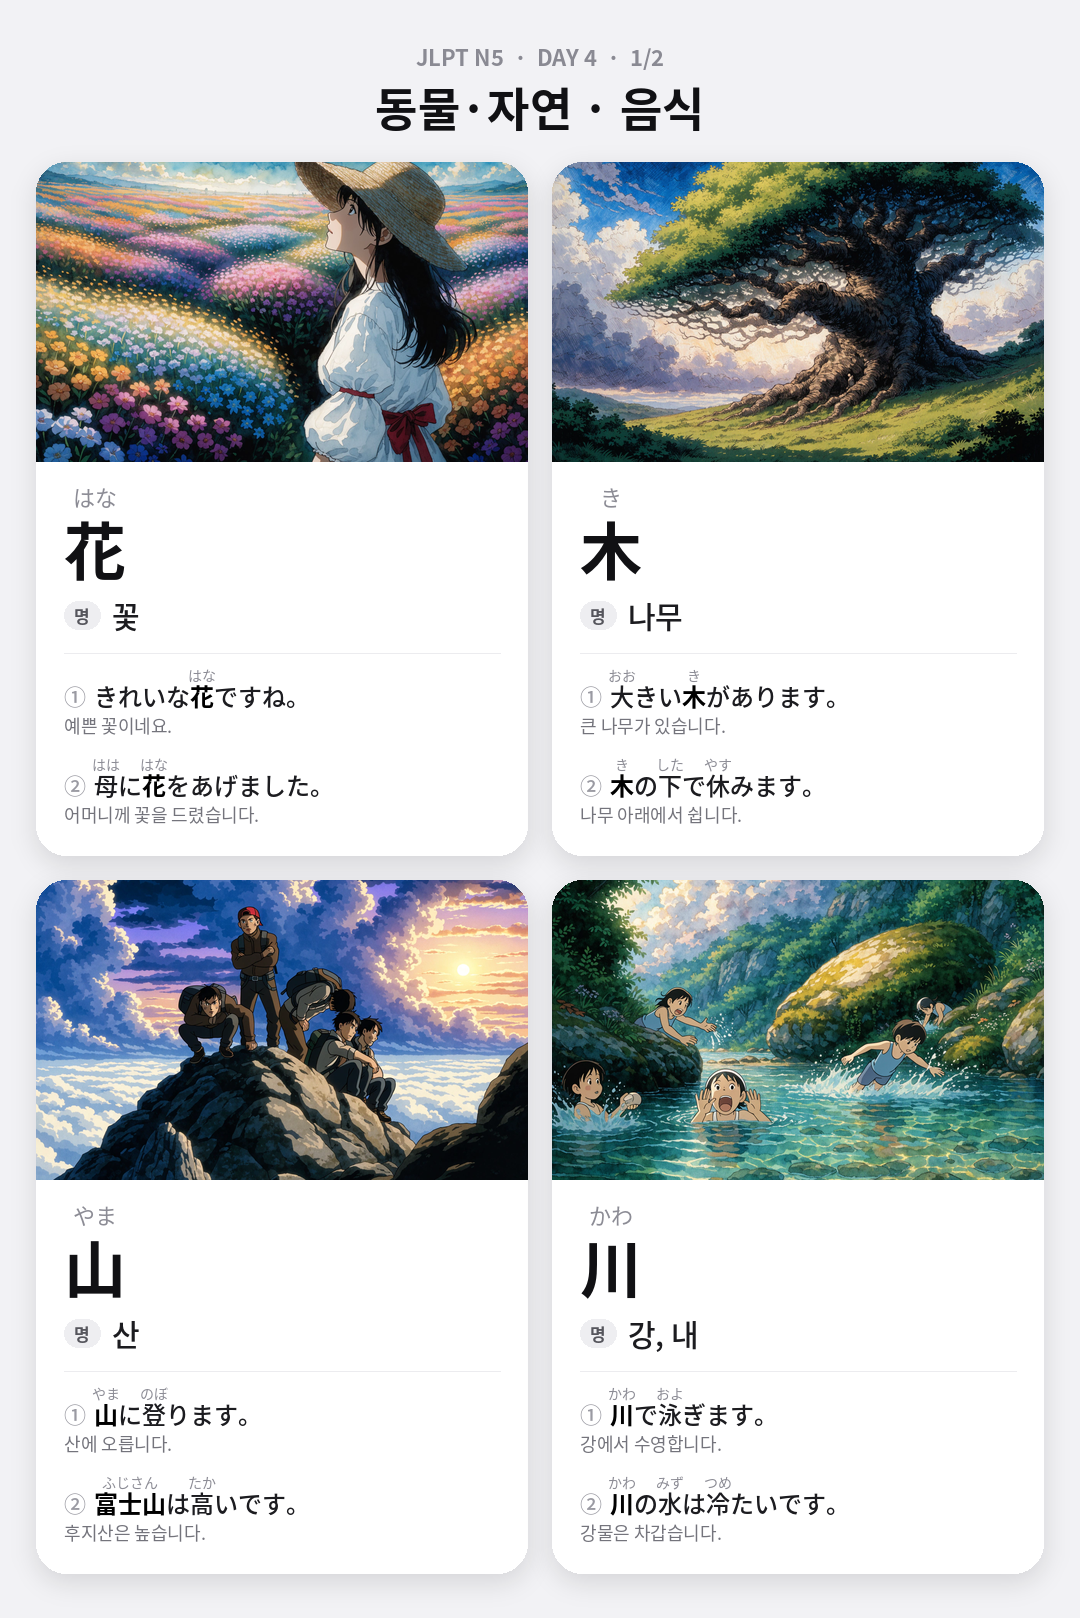 JLPT N5 · DAY 4 · 1/2
동물·자연 · 음식
はな
花
명 꽃
はな
① きれいな花ですね。
예쁜 꽃이네요.
はは はな
② 母に花をあげました。
어머니께 꽃을 드렸습니다.
き
木
명 나무
おお き
① 大きい木があります。
큰 나무가 있습니다.
き した やす
② 木の下で休みます。
나무 아래에서 쉽니다.
やま
山
명 산
やま のぼ
① 山に登ります。
산에 오릅니다.
ふじさん たか
② 富士山は高いです。
후지산은 높습니다.
かわ
川
명 강, 내
かわ およ
① 川で泳ぎます。
강에서 수영합니다.
かわ みず つめ
② 川の水は冷たいです。
강물은 차갑습니다.